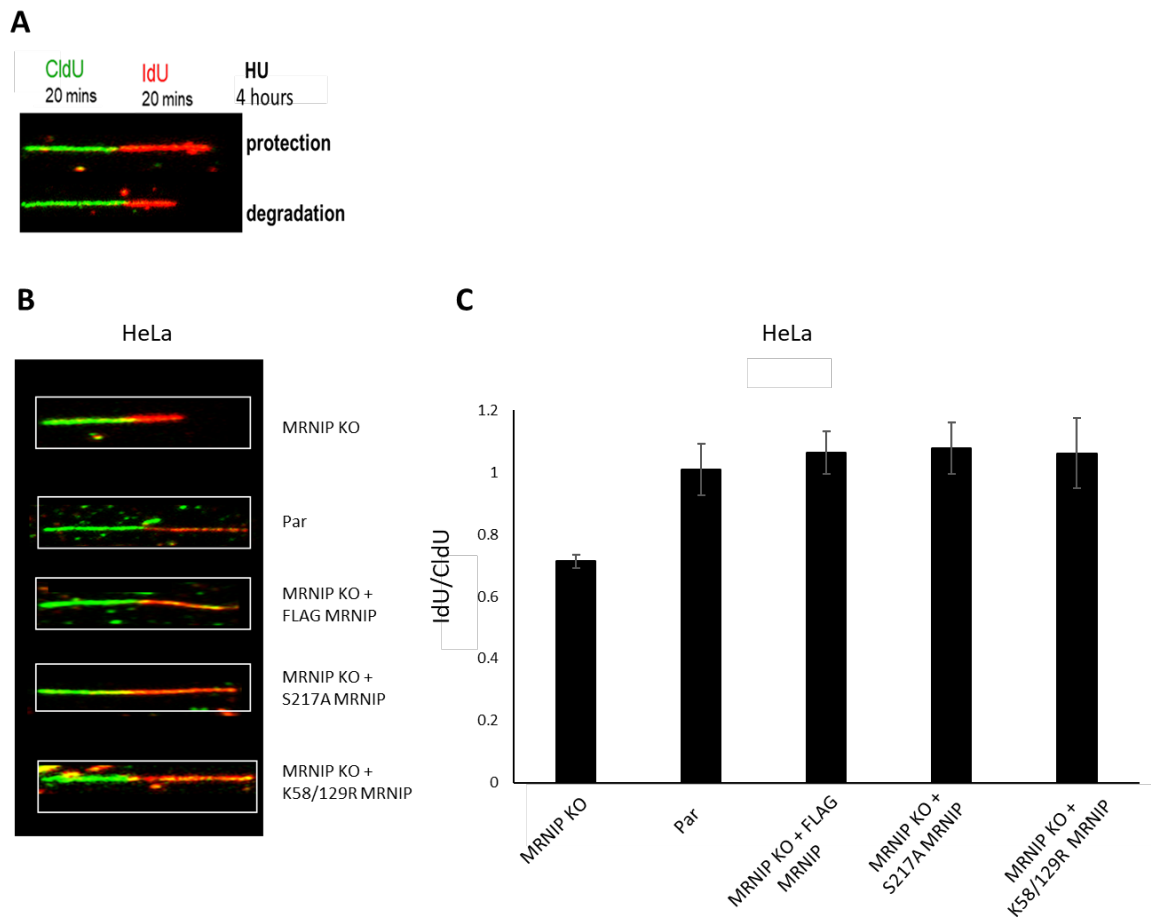 A
CldU IdU HU
20 mins 20 mins 4 hours
protection
degradation
B
HeLa
MRNIP KO
Par
MRNIP KO +
FLAG MRNIP
MRNIP KO +
S217A MRNIP
MRNIP KO +
K58/129R MRNIP
C
HeLa
IdU/CldU
1.2
1
0.8
0.6
0.4
0.2
0
MRNIP KO
Par
MRNIP KO + FLAG
MRNIP
MRNIP KO +
S217A MRNIP
MRNIP KO +
K58/129R MRNIP